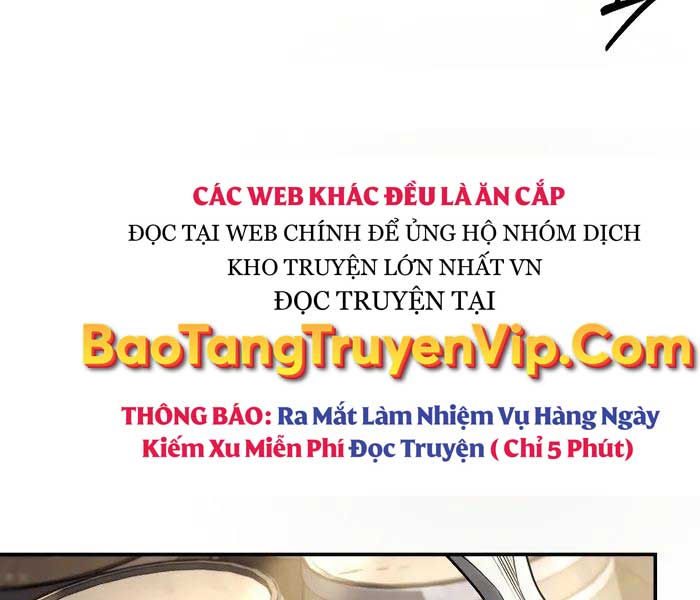 CÁC WEB KHÁC ĐỀU LÀ ĂN CẮP
ĐỌC TẠI WEB CHÍNH ĐỂ ỦNG HỘ NHÓM DỊCH
KHO TRUYỆN LỚN NHẤT VN
ĐỌC TRUYỆN TẠI
BaoTangTruyenVip.Com
THÔNG BÁO: Ra Mắt Làm Nhiệm Vụ Hàng Ngày
Kiếm Xu Miễn Phí Đọc Truyện ( Chỉ 5 Phút)